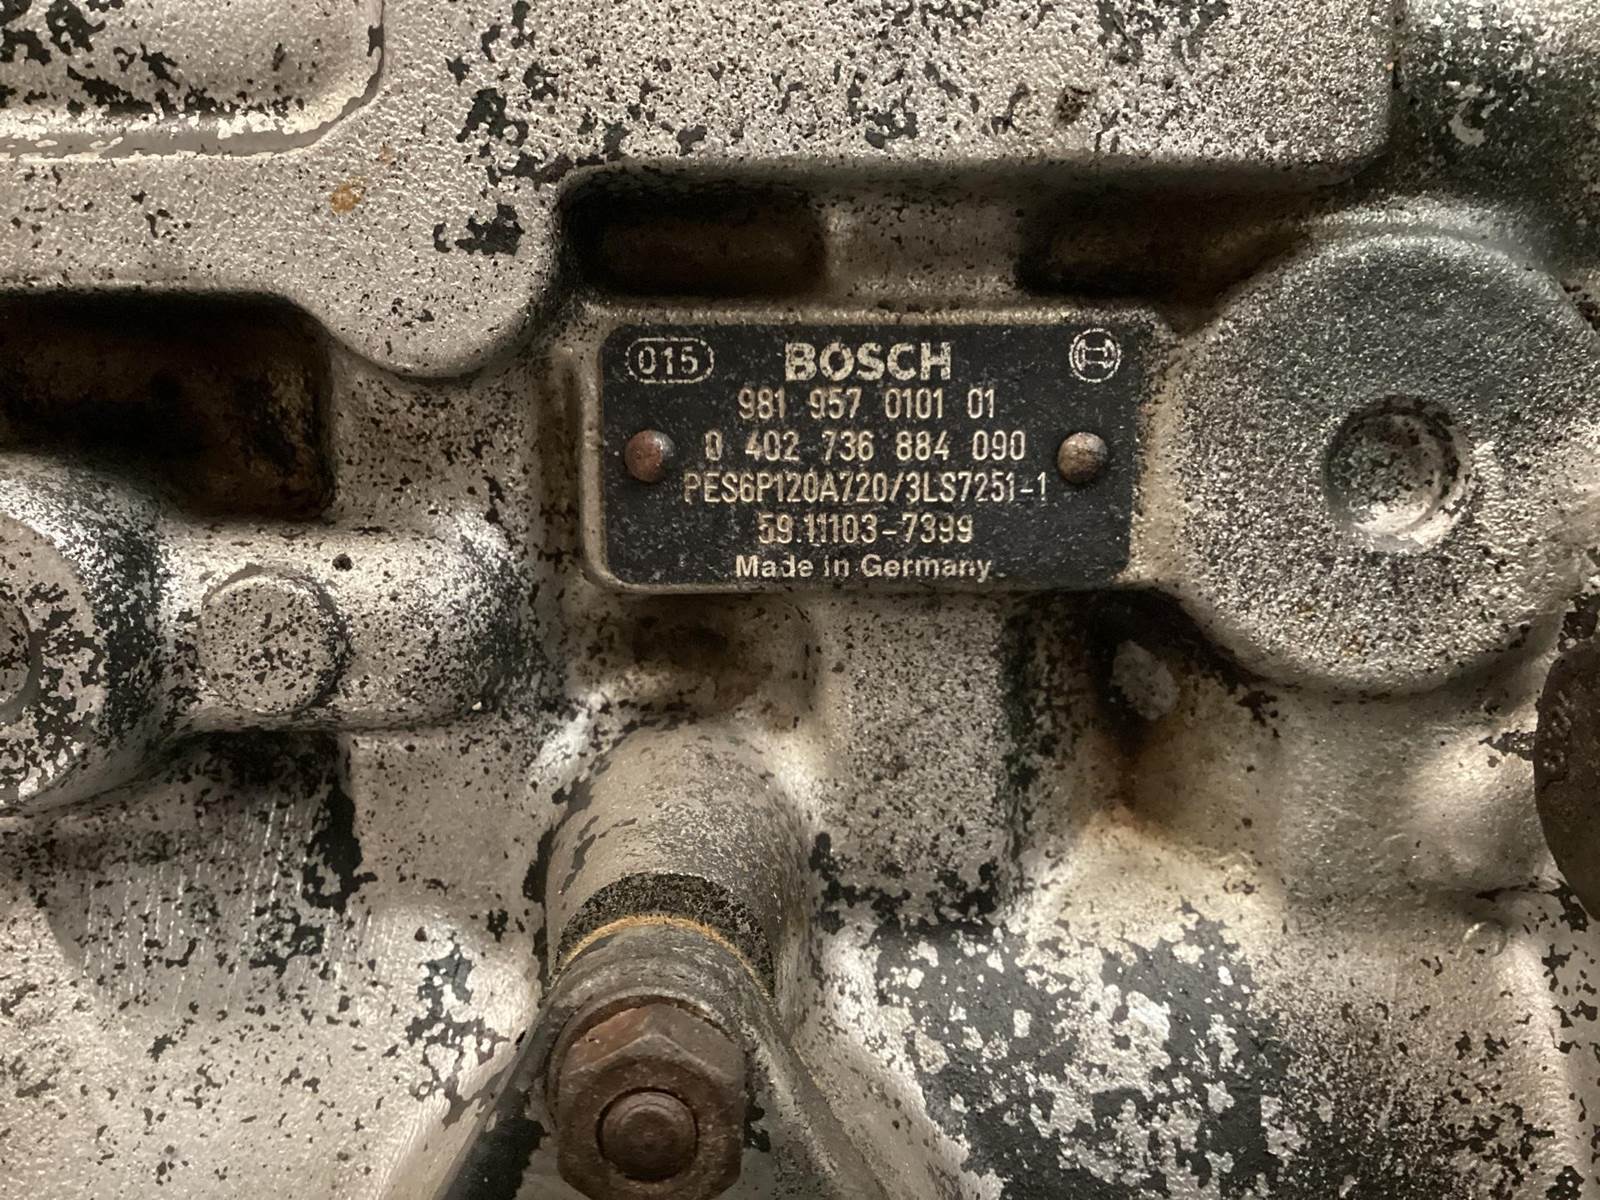 015 BOSCH
981 957 0101 01
0 402 736 884 090
PES6P120A720/3LS7251-1
59.11103-7399
Made in Germany